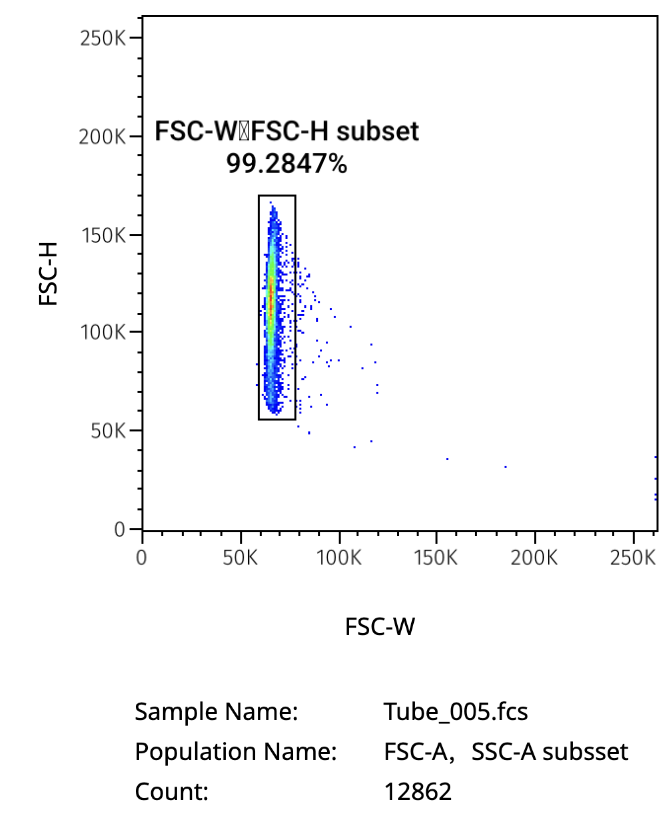 250K
200K
FSC-W▯FSC-H subset
99.2847%
150K
FSC-H
100K
50K
0
0 50K 100K 150K 200K 250K
FSC-W
Sample Name: Tube_005.fcs
Population Name: FSC-A，SSC-A subsset
Count: 12862